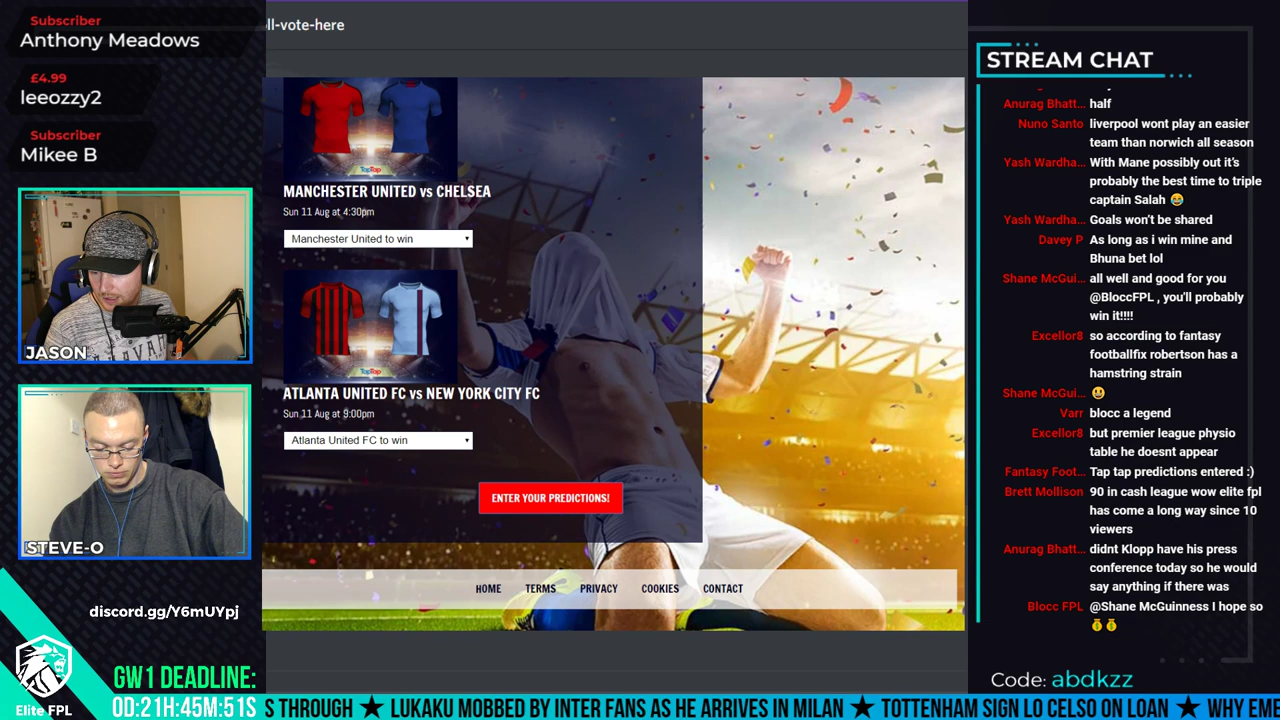 Subscriber
Anthony Meadows
£4.99
leeozzy2
Subscriber
Mikee B
JASON
STEVE-O
discord.gg/Y6mUYpj
GW1 DEADLINE:
0D:21H:45M:51S
Elite FPL
ll-vote-here
TopTop
MANCHESTER UNITED vs CHELSEA
Sun 11 Aug at 4:30pm
Manchester United to win
TopTop
ATLANTA UNITED FC vs NEW YORK CITY FC
Sun 11 Aug at 9:00pm
Atlanta United FC to win
ENTER YOUR PREDICTIONS!
HOME TERMS PRIVACY COOKIES CONTACT
STREAM CHAT
Anurag Bhatt... half
Nuno Santo liverpool wont play an easier
team than norwich all season
Yash Wardha... With Mane possibly out it's
probably the best time to triple
captain Salah 😂
Yash Wardha... Goals won't be shared
Davey P As long as i win mine and
Bhuna bet lol
Shane McGui... all well and good for you
@BloccFPL , you'll probably
win it!!!!
Excellor8 so according to fantasy
footballfix robertson has a
hamstring strain
Shane McGui... 😃
Varr blocc a legend
Excellor8 but premier league physio
table he doesnt appear
Fantasy Foot... Tap tap predictions entered :)
Brett Mollison 90 in cash league wow elite fpl
has come a long way since 10
viewers
Anurag Bhatt... didnt Klopp have his press
conference today so he would
say anything if there was
Blocc FPL @Shane McGuinness I hope so
💰💰
Code: abdkzz
S THROUGH ★ LUKAKU MOBBED BY INTER FANS AS HE ARRIVES IN MILAN ★ TOTTENHAM SIGN LO CELSO ON LOAN ★ WHY EME